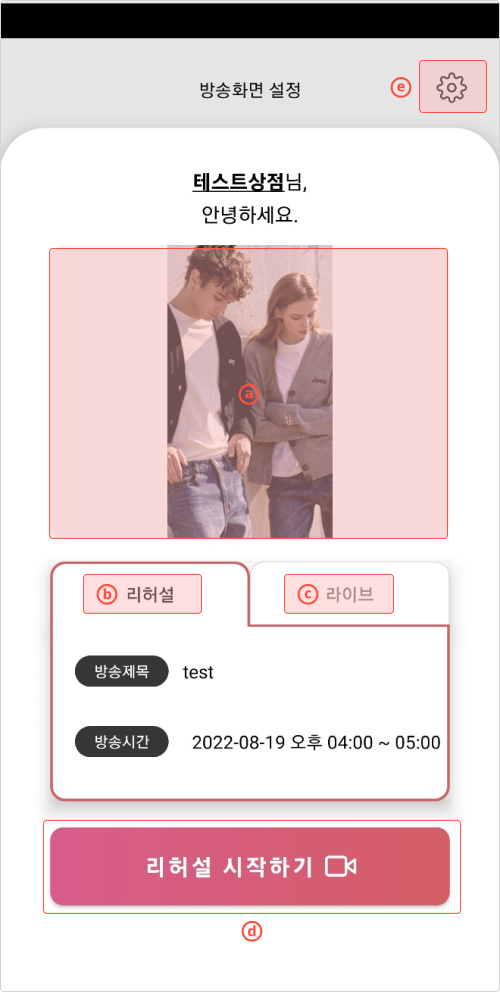 방송화면 설정 ⓔ
테스트상점님,
안녕하세요.
ⓐ
ⓑ 리허설
ⓒ 라이브
방송제목 test
방송시간 2022-08-19 오후 04:00 ~ 05:00
리허설 시작하기
ⓓ